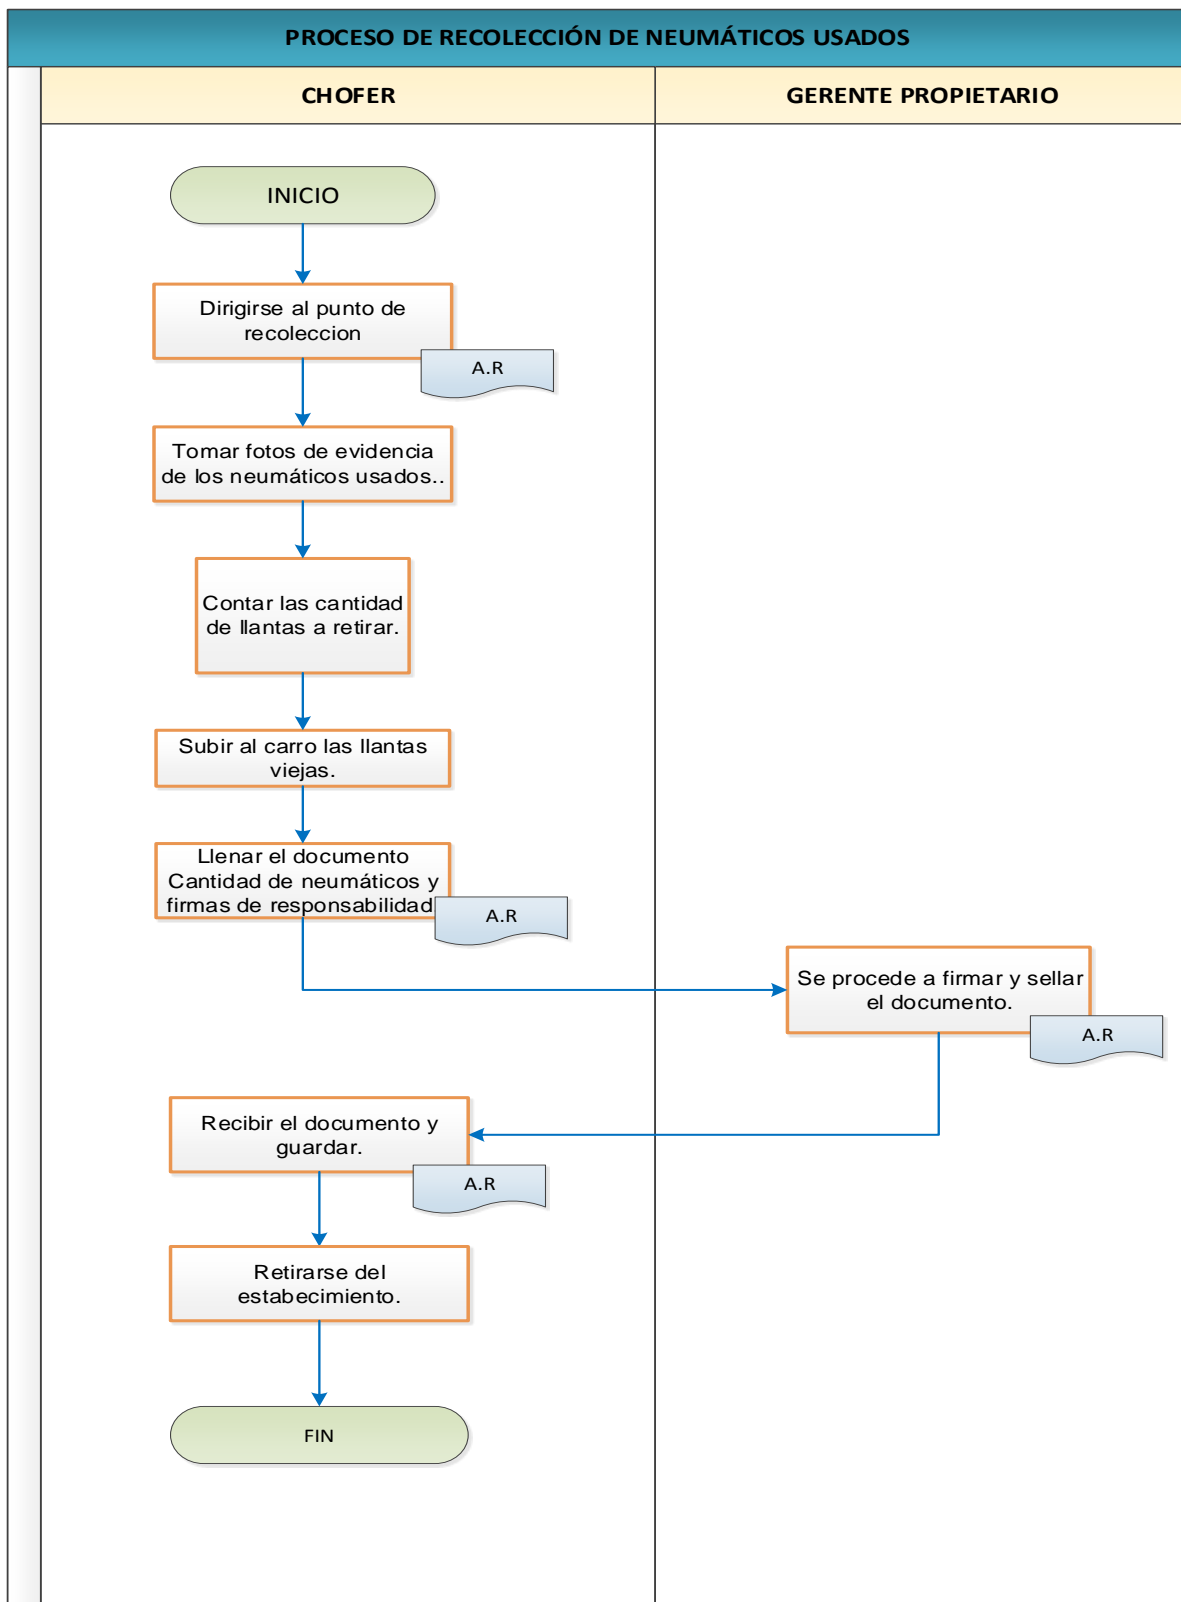 PROCESO DE RECOLECCIÓN DE NEUMÁTICOS USADOS
CHOFER
GERENTE PROPIETARIO
INICIO
Dirigirse al punto de
recoleccion
A.R
Tomar fotos de evidencia
de los neumáticos usados..
Contar las cantidad
de llantas a retirar.
Subir al carro las llantas
viejas.
Llenar el documento
Cantidad de neumáticos y
firmas de responsabilidad
A.R
Se procede a firmar y sellar
el documento.
A.R
Recibir el documento y
guardar.
A.R
Retirarse del
estabecimiento.
FIN